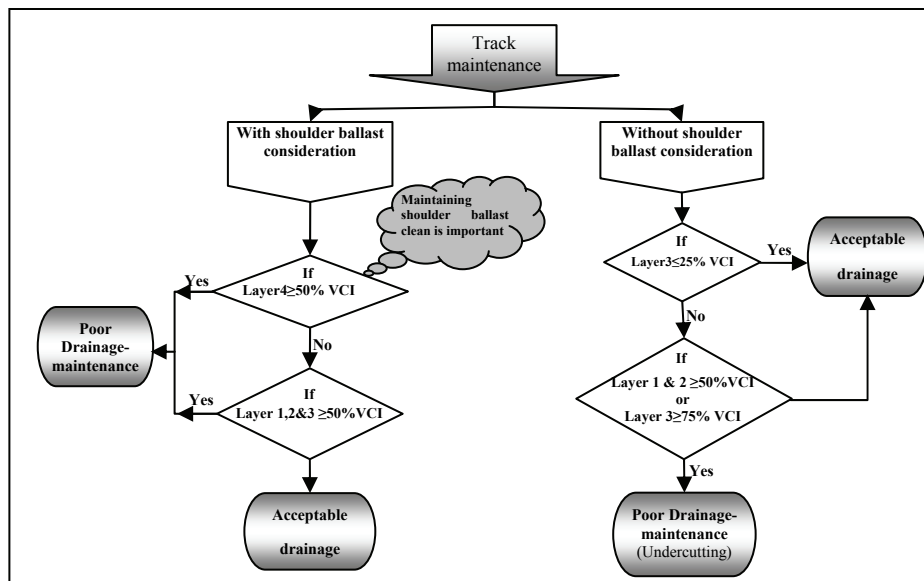 Track
maintenance
With shoulder ballast
consideration
Without shoulder
ballast consideration
Maintaining
shoulder ballast
clean is important
If
Layer4≥50% VCI
Yes
No
Poor
Drainage-
maintenance
If
Layer 1,2&3 ≥50%VCI
Yes
Acceptable
drainage
If
Layer3≤25% VCI
Yes
Acceptable
drainage
No
If
Layer 1 & 2 ≥50%VCI
or
Layer 3≥75% VCI
Yes
Poor Drainage-
maintenance
(Undercutting)